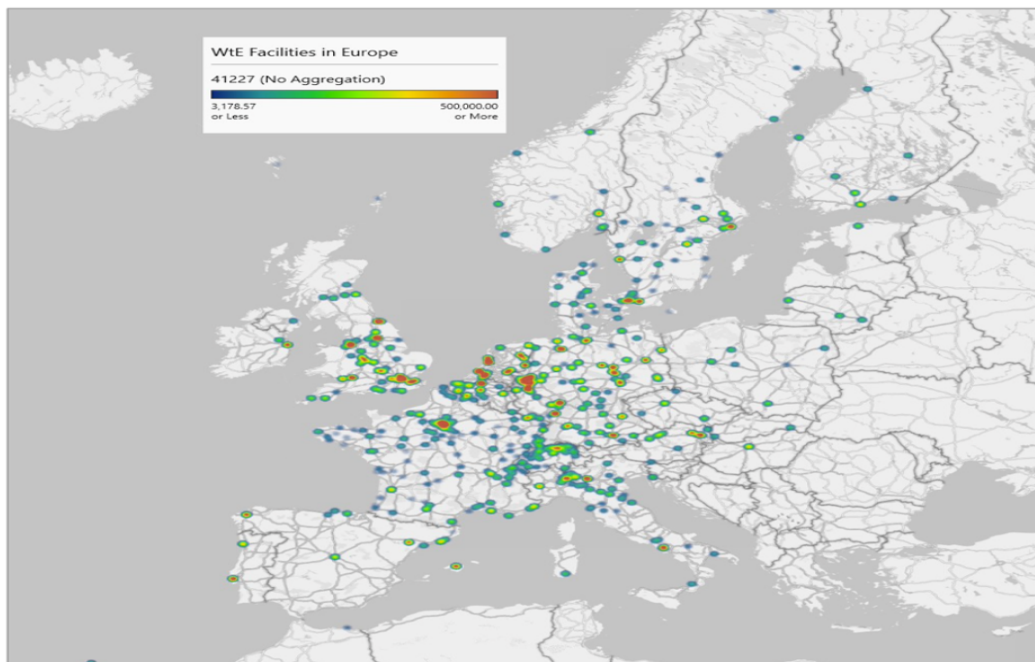 WtE Facilities in Europe
41227 (No Aggregation)
3,178.57 500,000.00
or Less or More